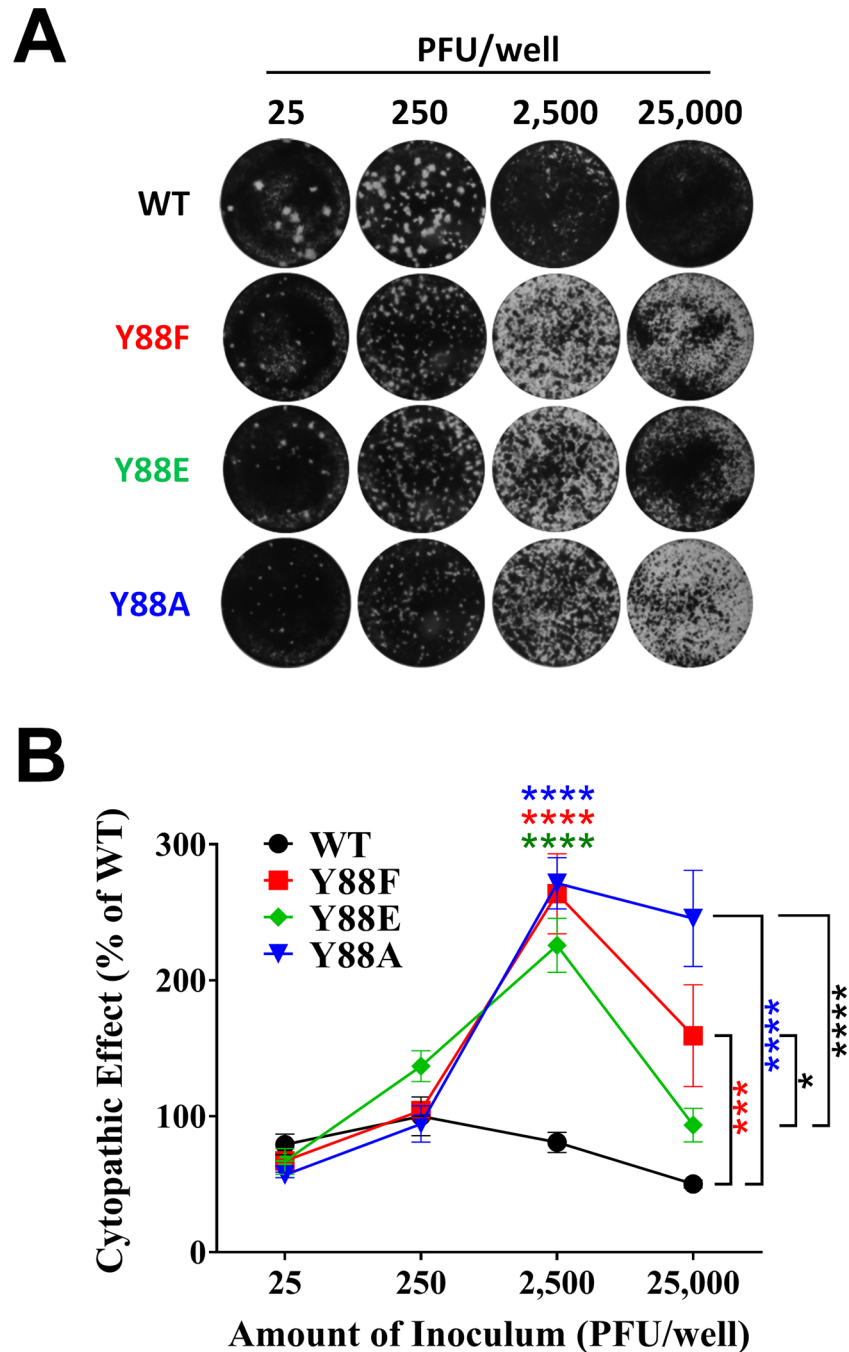 A
PFU/well
25 250 2,500 25,000
WT
Y88F
Y88E
Y88A
B
Cytopathic Effect (% of WT)
300
200
100
0
WT
Y88F
Y88E
Y88A
****
****
****
***
****
*
****
25 250 2,500 25,000
Amount of Inoculum (PFU/well)